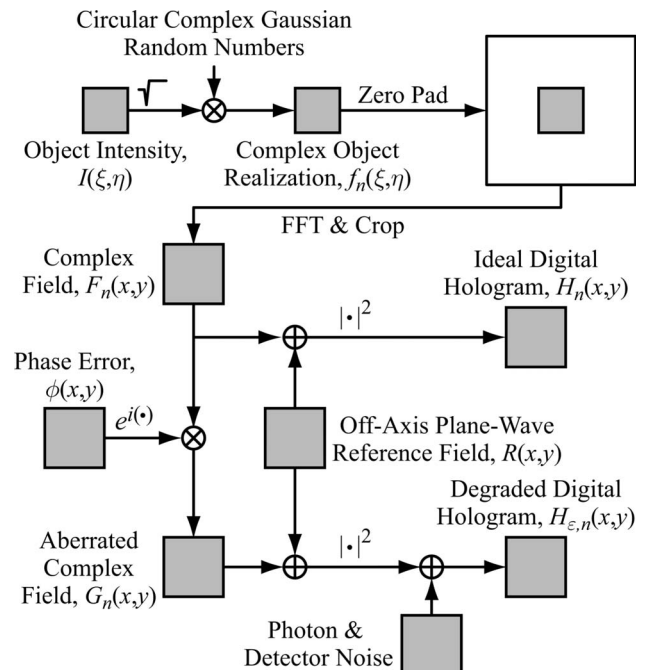 Circular Complex Gaussian
Random Numbers
√
Zero Pad
Object Intensity,
I(ξ,η)
Complex Object
Realization, fₙ(ξ,η)
FFT & Crop
Complex
Field, Fₙ(x,y)
Ideal Digital
Hologram, Hₙ(x,y)
|·|²
Phase Error,
ϕ(x,y)
e^{i(·)}
Off-Axis Plane-Wave
Reference Field, R(x,y)
Degraded Digital
Hologram, H_{ε,n}(x,y)
Aberrated
Complex
Field, Gₙ(x,y)
|·|²
Photon &
Detector Noise